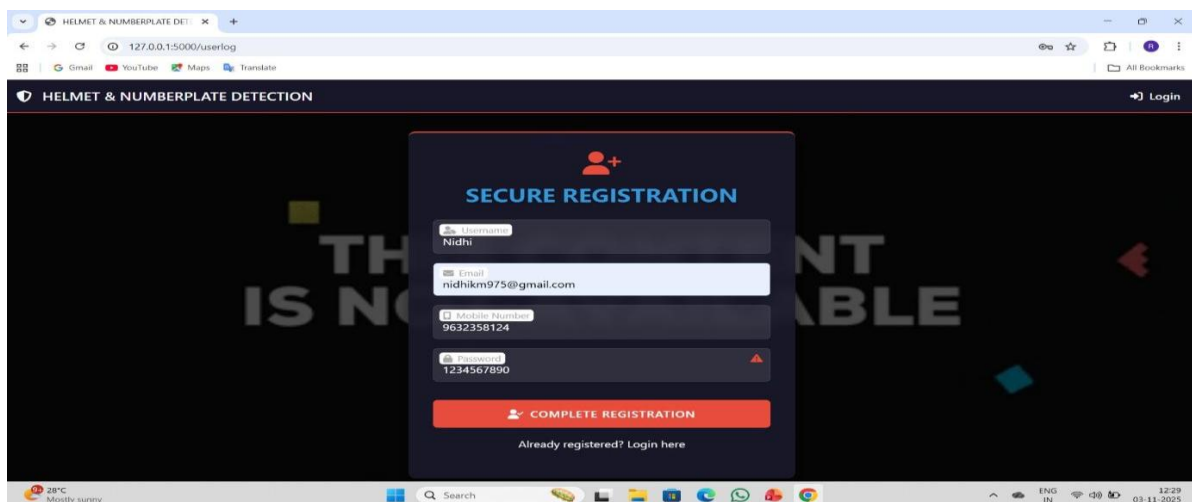 HELMET & NUMBERPLATE DET
127.0.0.1:5000/userlog
R
Gmail YouTube Maps Translate All Bookmarks
HELMET & NUMBERPLATE DETECTION Login
SECURE REGISTRATION
Username
Nidhi
Email
nidhikm975@gmail.com
Mobile Number
9632358124
Password
1234567890
COMPLETE REGISTRATION
Already registered? Login here
TH NT
IS NO ABLE
28°C
Mostly sunny
Search
ENG
IN
12:29
03-11-2025